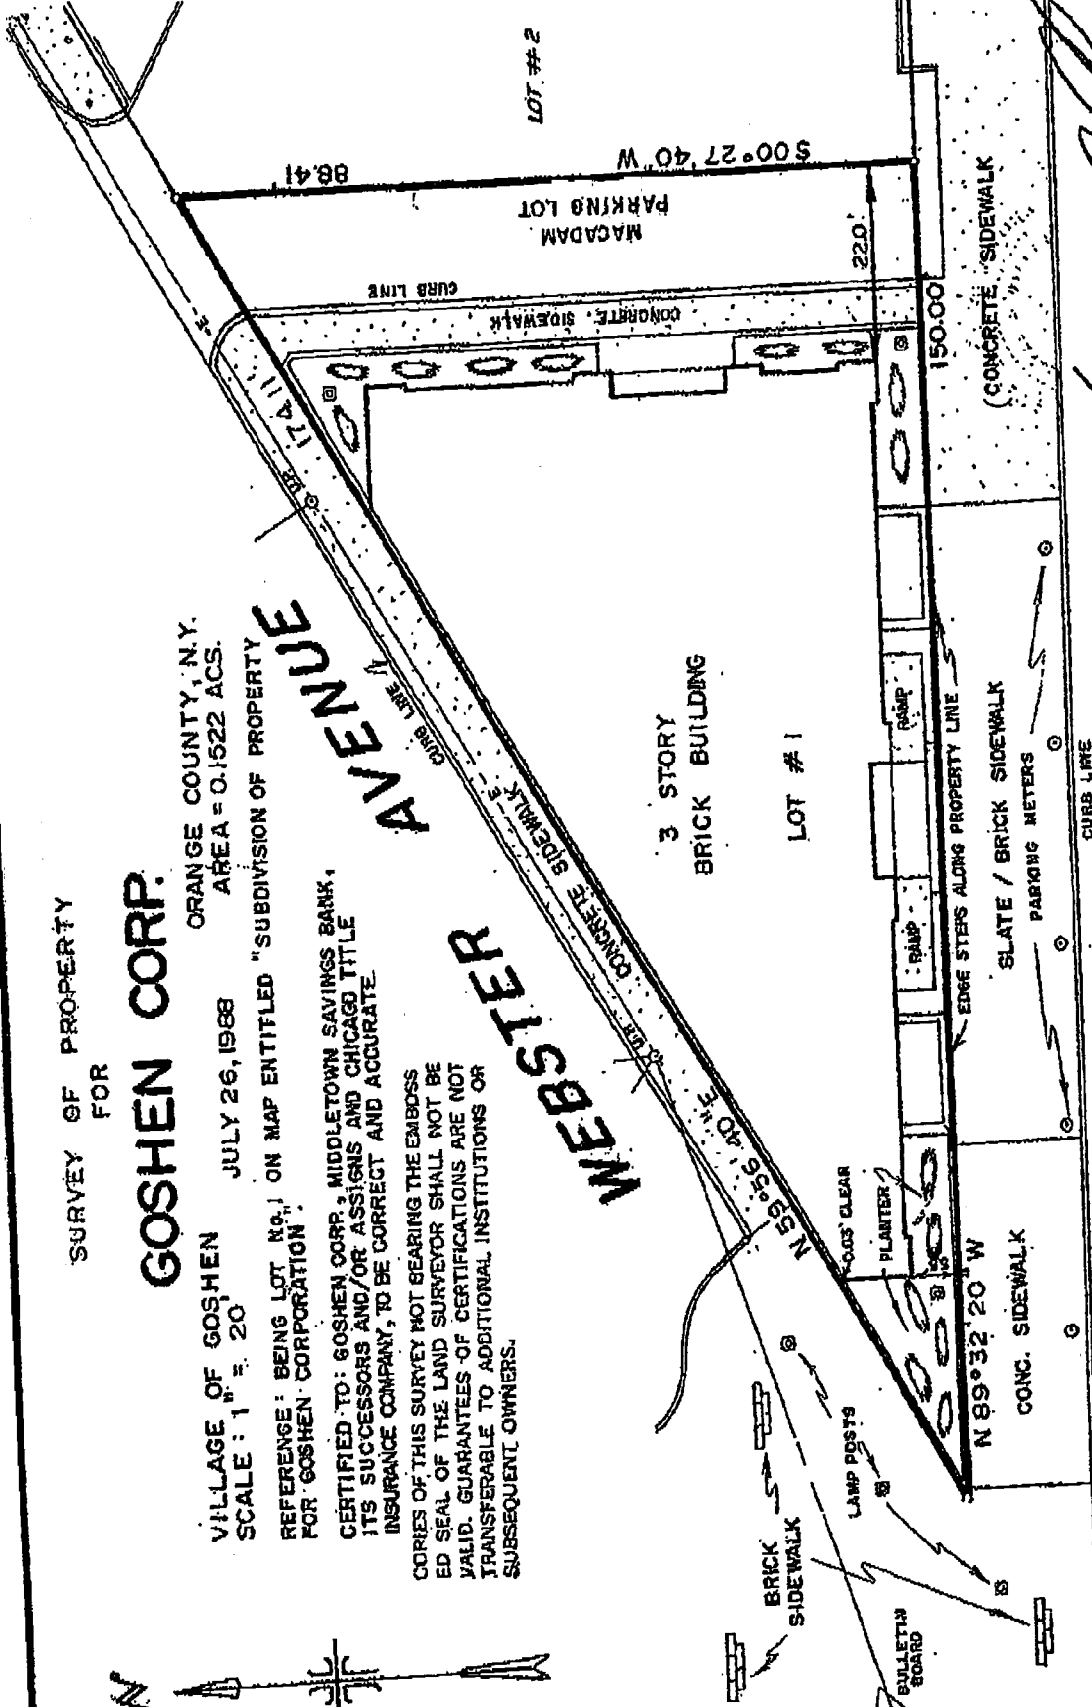 SURVEY OF PROPERTY
FOR
GOSHEN CORP.
VILLAGE OF GOSHEN
ORANGE COUNTY, N.Y.
SCALE : 1" = 20'
JULY 26, 1988
AREA = 0.1522 ACS.
REFERENCE : BEING LOT No. 1 ON MAP ENTITLED "SUBDIVISION OF PROPERTY
FOR GOSHEN CORPORATION".
CERTIFIED TO: GOSHEN CORP., MIDDLETOWN SAVINGS BANK,
ITS SUCCESSORS AND/OR ASSIGNS AND CHICAGO TITLE
INSURANCE COMPANY, TO BE CORRECT AND ACCURATE.
COPIES OF THIS SURVEY NOT BEARING THE EMBOSS
ED SEAL OF THE LAND SURVEYOR SHALL NOT BE
VALID. GUARANTEES OF CERTIFICATIONS ARE NOT
TRANSFERABLE TO ADDITIONAL INSTITUTIONS OR
SUBSEQUENT OWNERS.
N
WEBSTER AVENUE
CURB LINE
-E-
CONCRETE SIDEWALK
-E-
U.P.
U.P.
174.11
N 59°56'40"E
LOT #2
88.41
S 00°27'40" W
MACADAM
PARKING LOT
CURB LINE
CONCRETE SIDEWALK
22.0'
150.00'
(CONCRETE SIDEWALK
3 STORY
BRICK BUILDING
LOT #1
RAMP
RAMP
EDGE STEPS ALONG PROPERTY LINE
SLATE / BRICK SIDEWALK
PARKING METERS
CURB LINE
0.03' CLEAR
PLANTER
N 89°32'20" W
CONC. SIDEWALK
LAMP POSTS
BRICK
SIDEWALK
BULLETIN
BOARD